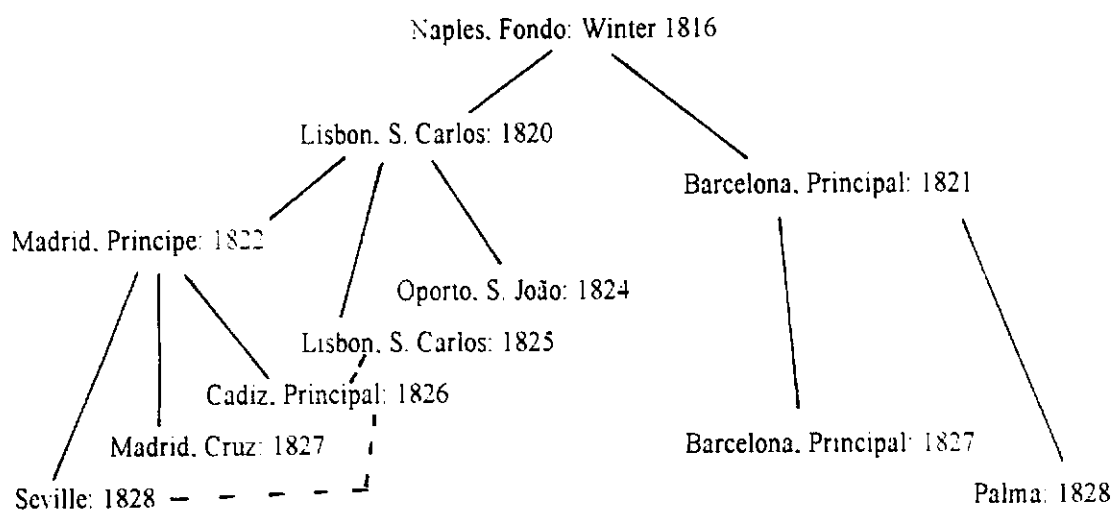 Naples, Fondo: Winter 1816
Lisbon, S. Carlos: 1820
Barcelona, Principal: 1821
Madrid, Principe: 1822
Oporto, S. João: 1824
Lisbon, S. Carlos: 1825
Cadiz, Principal: 1826
Madrid, Cruz: 1827
Barcelona, Principal: 1827
Seville: 1828
Palma: 1828